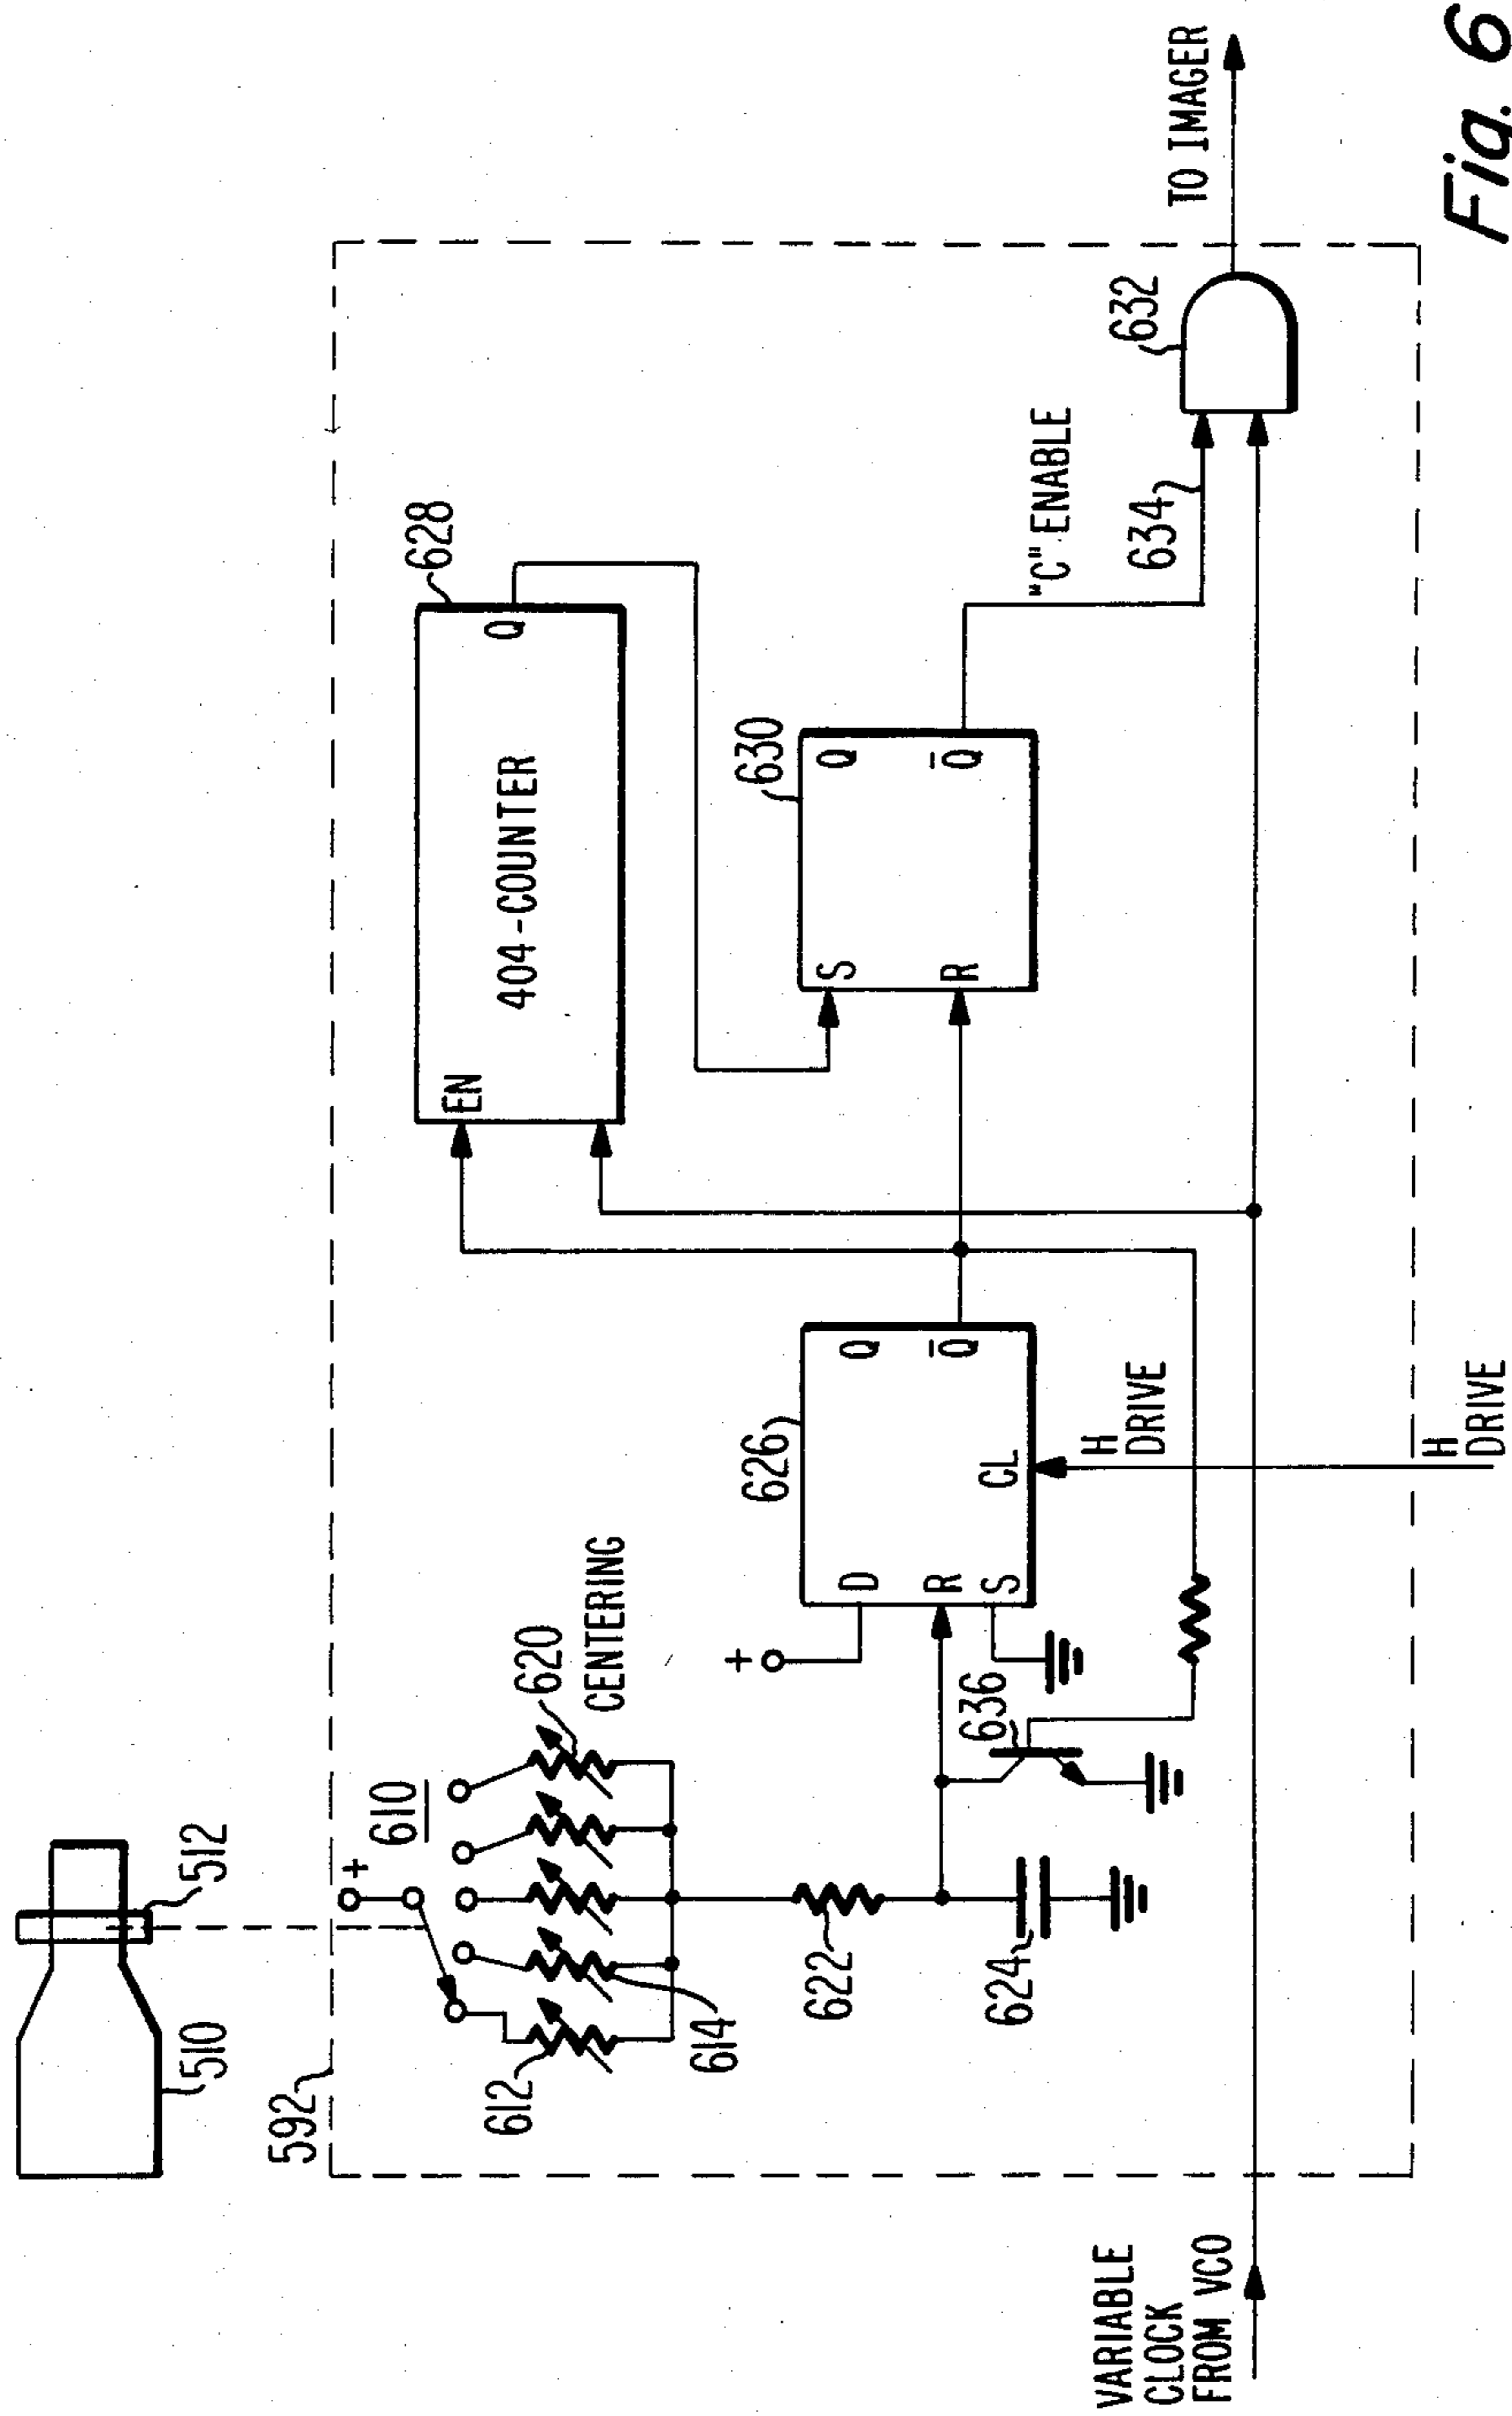 510
512
592
+
610
612
614
620
CENTERING
622
624
+
636
626
D
R
S
CL
Q
Q̅
H
DRIVE
H
DRIVE
EN
404-COUNTER
Q
628
630
S
R
Q
Q̅
"C" ENABLE
634
632
TO IMAGER
VARIABLE
CLOCK
FROM VCO
Fig. 6